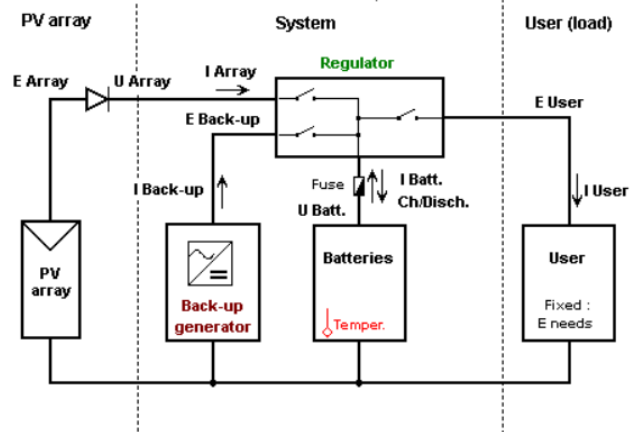 PV array
System
User (load)
Regulator
I Array
E Array
U Array
E User
E Back-up
I Back-up
Fuse
I Batt.
Ch/Disch.
U Batt.
I User
PV
array
Back-up
generator
Batteries
Temper.
User
Fixed :
E needs